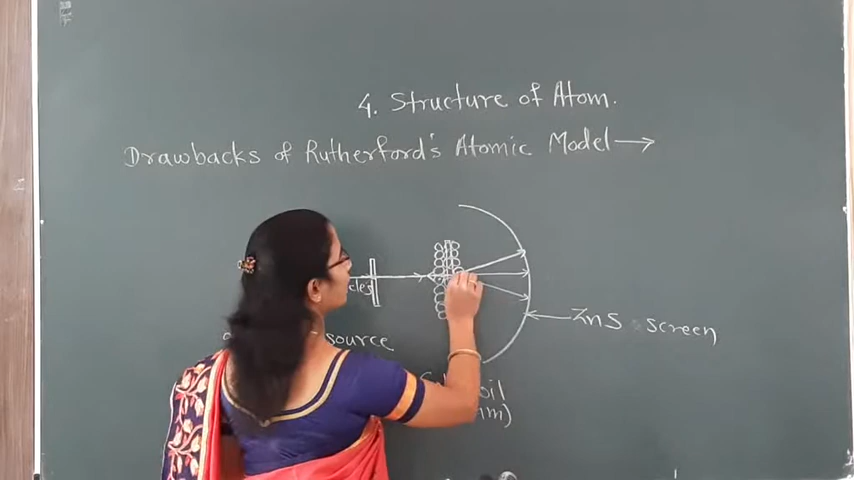 4. Structure of Atom.
Drawbacks of Rutherford's Atomic Model →
ZnS screen
source